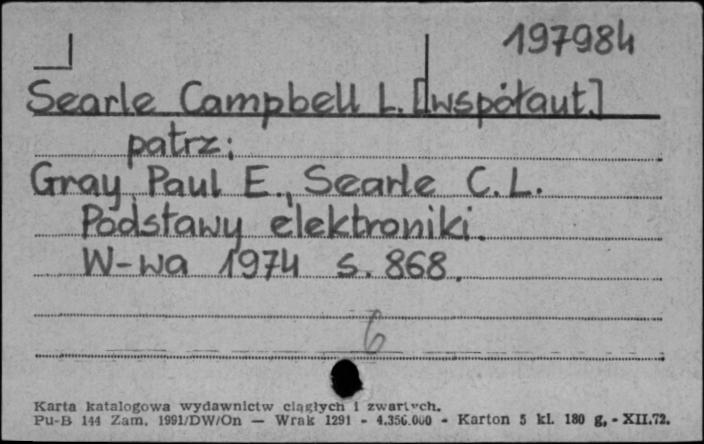 197984
Searle Campbell L. [współaut.]
patrz:
Gray Paul E., Searle C.L.
Podstawy elektroniki.
W-wa 1974 s. 868.
6
Karta katalogowa wydawnictw ciągłych i zwartych.
Pu-B 144 Zam. 1991/DW/On — Wrak 1291 - 4.356.000 - Karton 5 kl. 180 g. - XII.72.